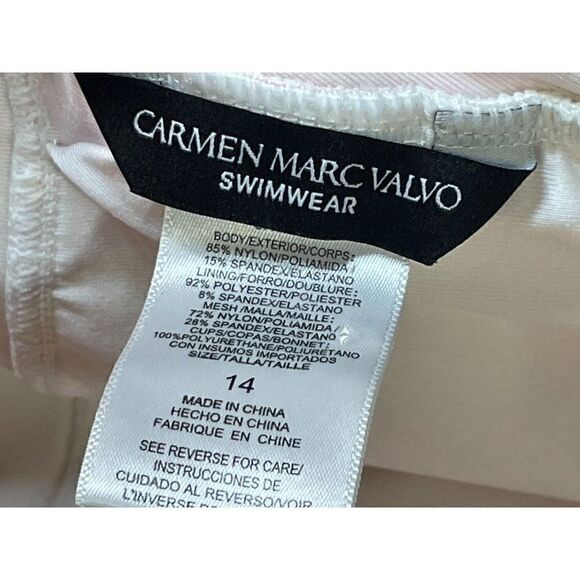 CARMEN MARC VALVO
SWIMWEAR
BODY/EXTERIOR/CORPS:
85% NYLON/POLIAMIDA/
15% SPANDEX/ELASTANO
LINING/FORRO/DOUBLURE:
92% POLYESTER/POLIESTER
8% SPANDEX/ELASTANO
MESH/MALLA/MAILLE:
72% NYLON/POLIAMIDA/
28% SPANDEX/ELASTANO
CUPS/COPAS/BONNET:
100%POLYURETHANE/POLIURETANO
CON INSUMOS IMPORTADOS
SIZE/TALLA/TAILLE
14
MADE IN CHINA
HECHO EN CHINA
FABRIQUE EN CHINE
SEE REVERSE FOR CARE/
INSTRUCCIONES DE
CUIDADO AL REVERSO/VOIR
L'INVERSE